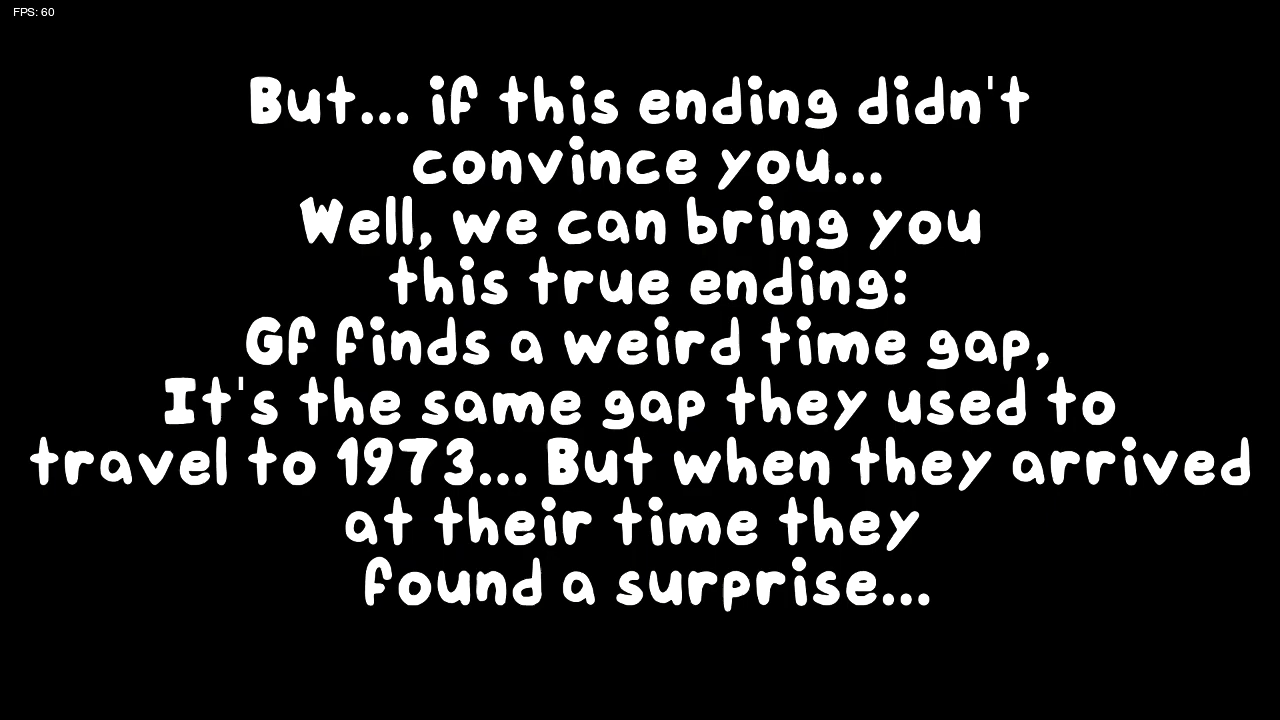 FPS: 60
But... if this ending didn't
convince you...
Well, we can bring you
this true ending:
Gf finds a weird time gap,
It's the same gap they used to
travel to 1973... But when they arrived
at their time they
found a surprise...